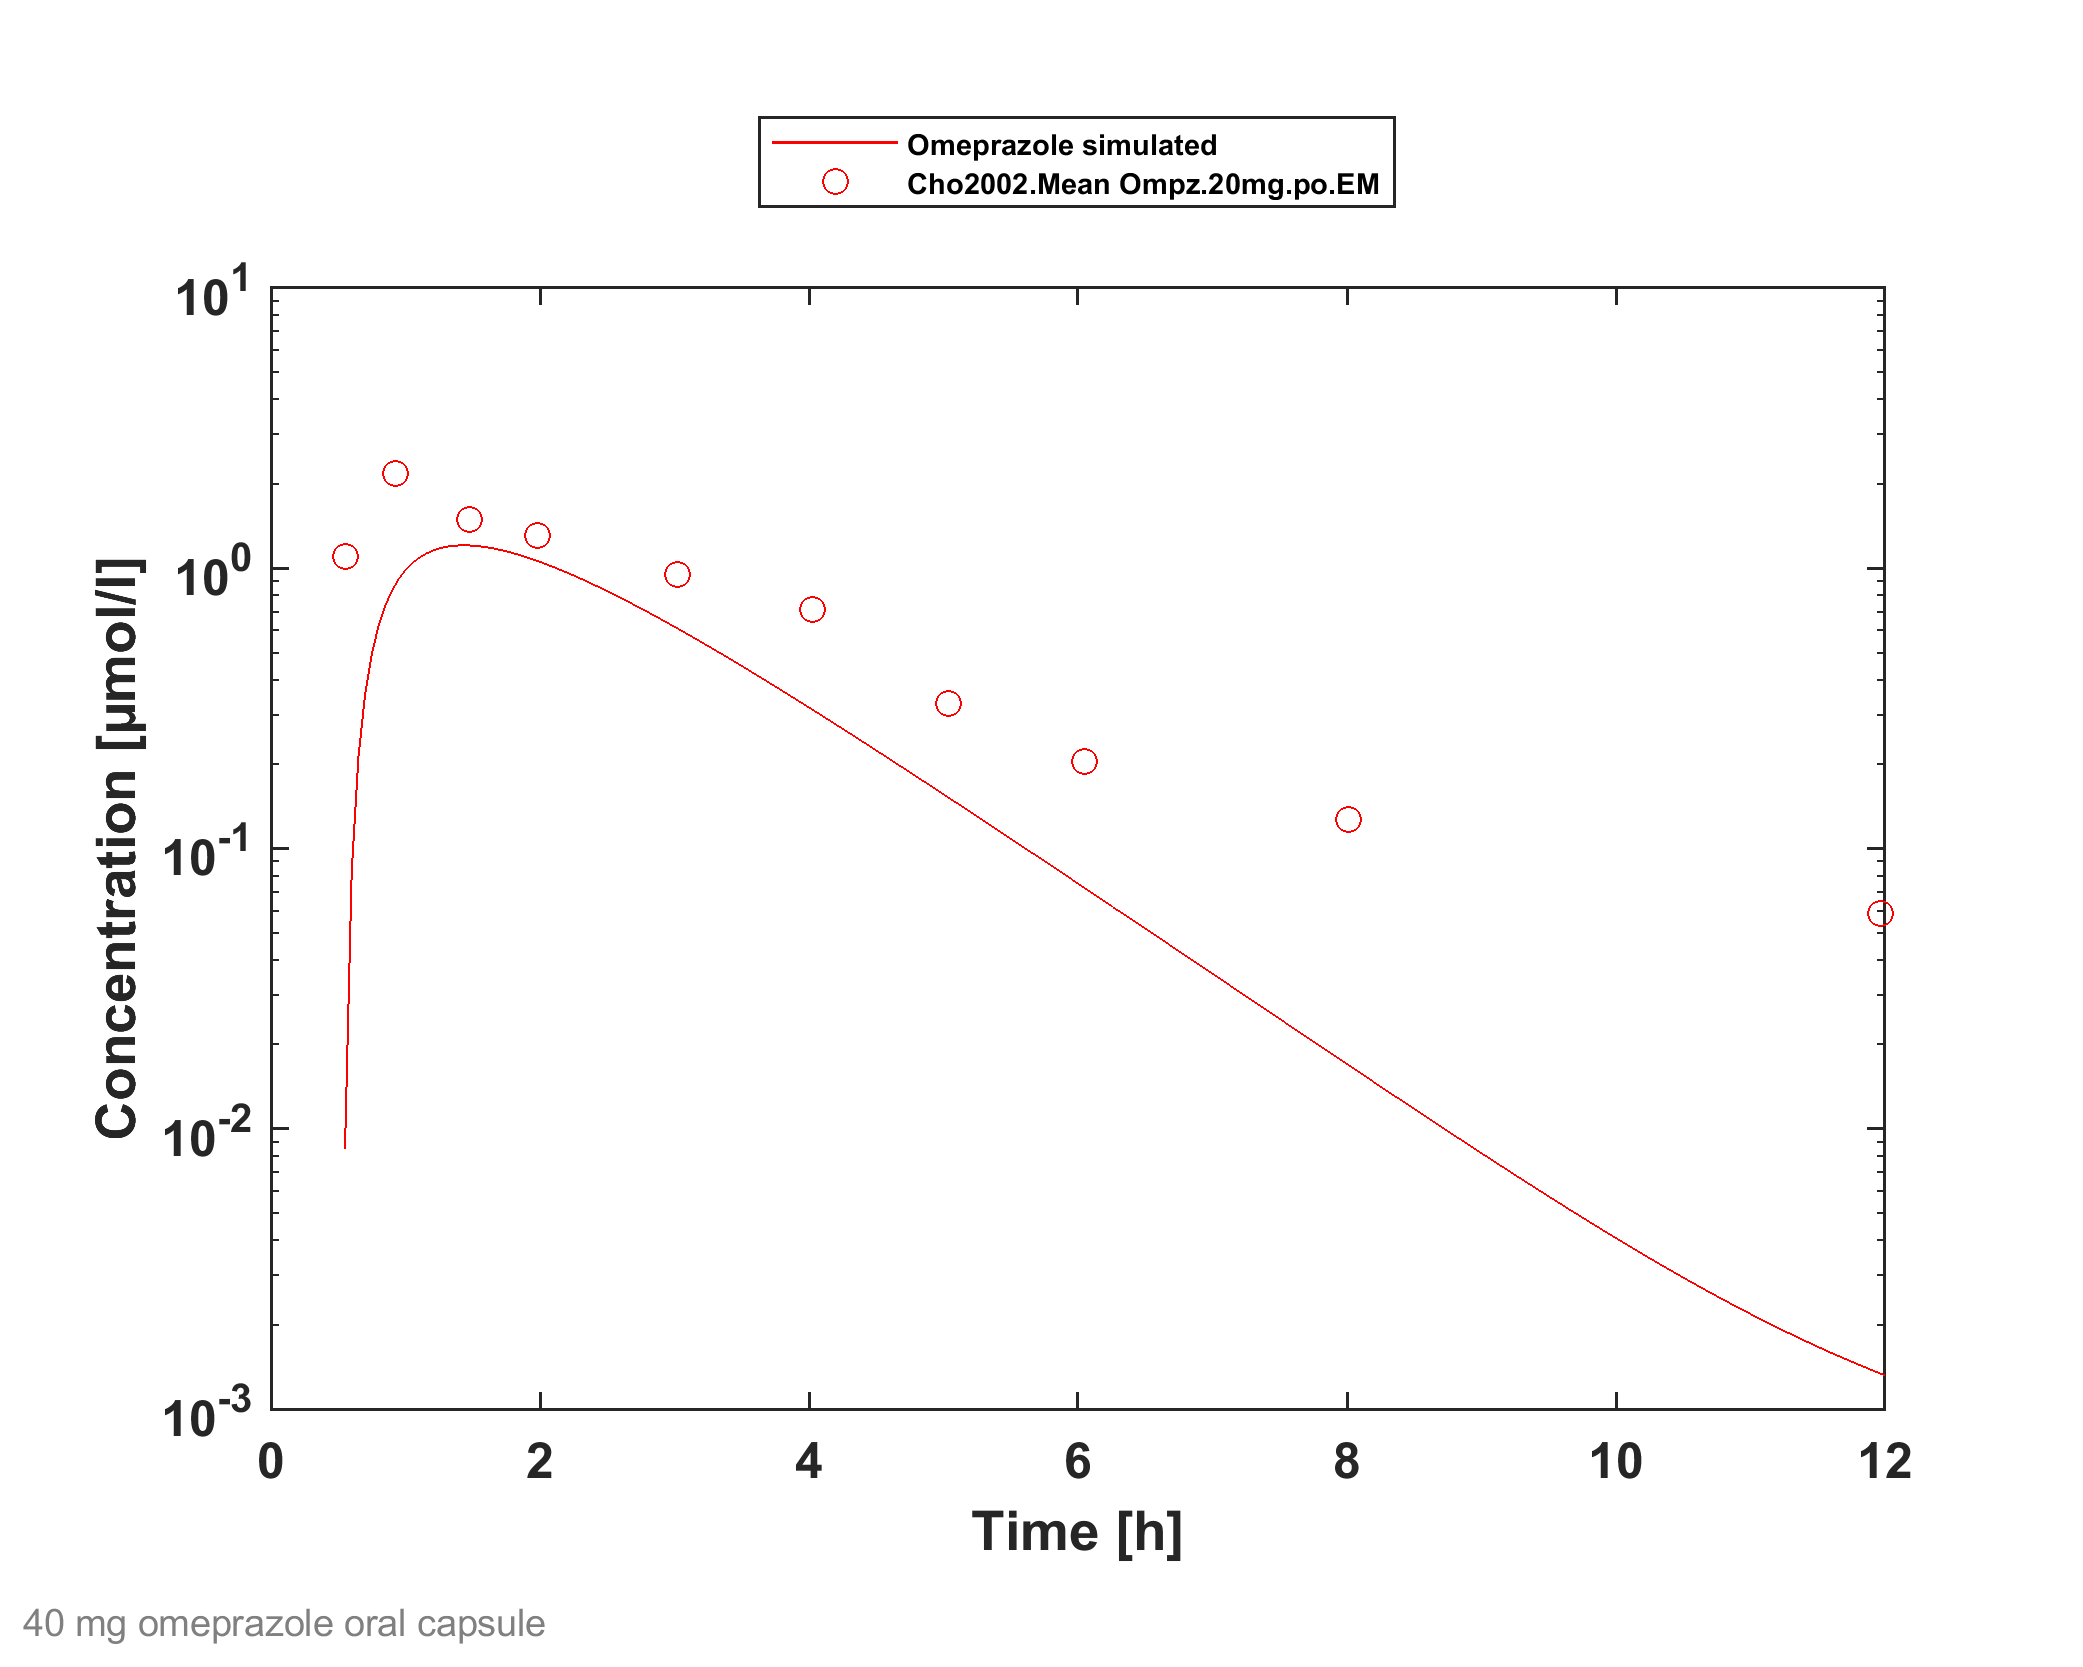 Omeprazole simulated
Cho2002.Mean Ompz.20mg.po.EM
10^1
10^0
10^-1
10^-2
10^-3
Concentration [µmol/l]
0 2 4 6 8 10 12
Time [h]
40 mg omeprazole oral capsule